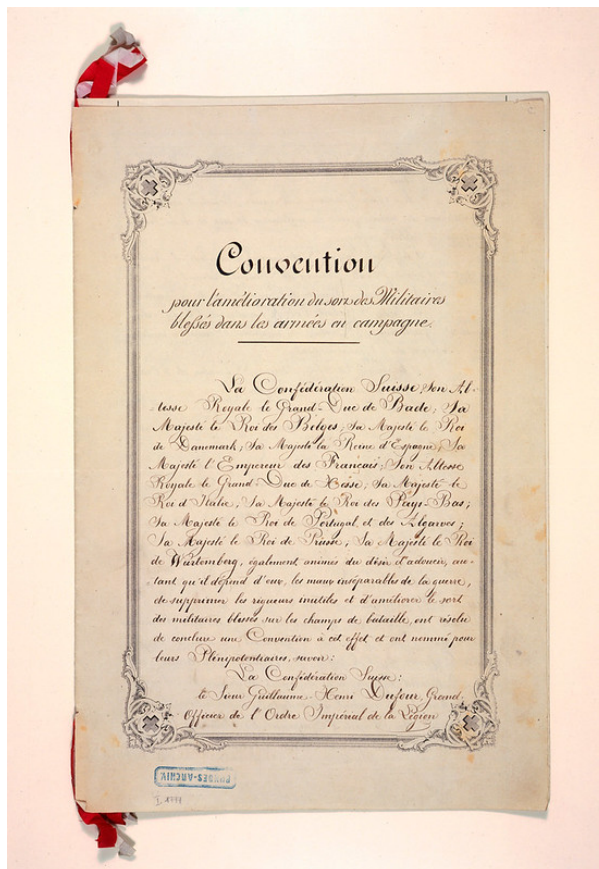 Convention
pour l'amélioration du sort des Militaires
blessés dans les armées en campagne.
La Confédération Suisse; Son Al-
tesse Royale le Grand-Duc de Bade; Sa
Majesté le Roi des Belges; Sa Majesté le Roi
de Danemark; Sa Majesté la Reine d'Espagne; Sa
Majesté l'Empereur des Français; Son Altesse
Royale le Grand-Duc de Hesse; Sa Majesté le
Roi d'Italie; Sa Majesté le Roi des Pays-Bas;
Sa Majesté le Roi de Portugal et des Algarves;
Sa Majesté le Roi de Prusse; Sa Majesté le Roi
de Würtemberg, également animés du désir d'adoucir, au-
tant qu'il dépend d'eux, les maux inséparables de la guerre,
de supprimer les rigueurs inutiles et d'améliorer le sort
des militaires blessés sur les champs de bataille, ont résolu
de conclure une Convention à cet effet et ont nommé pour
leurs Plénipotentiaires, savoir:
La Confédération Suisse:
le Sieur Guillaume-Henri Dufour, Grand
Officier de l'Ordre Impérial de la Légion
BUNDES-ARCHIV